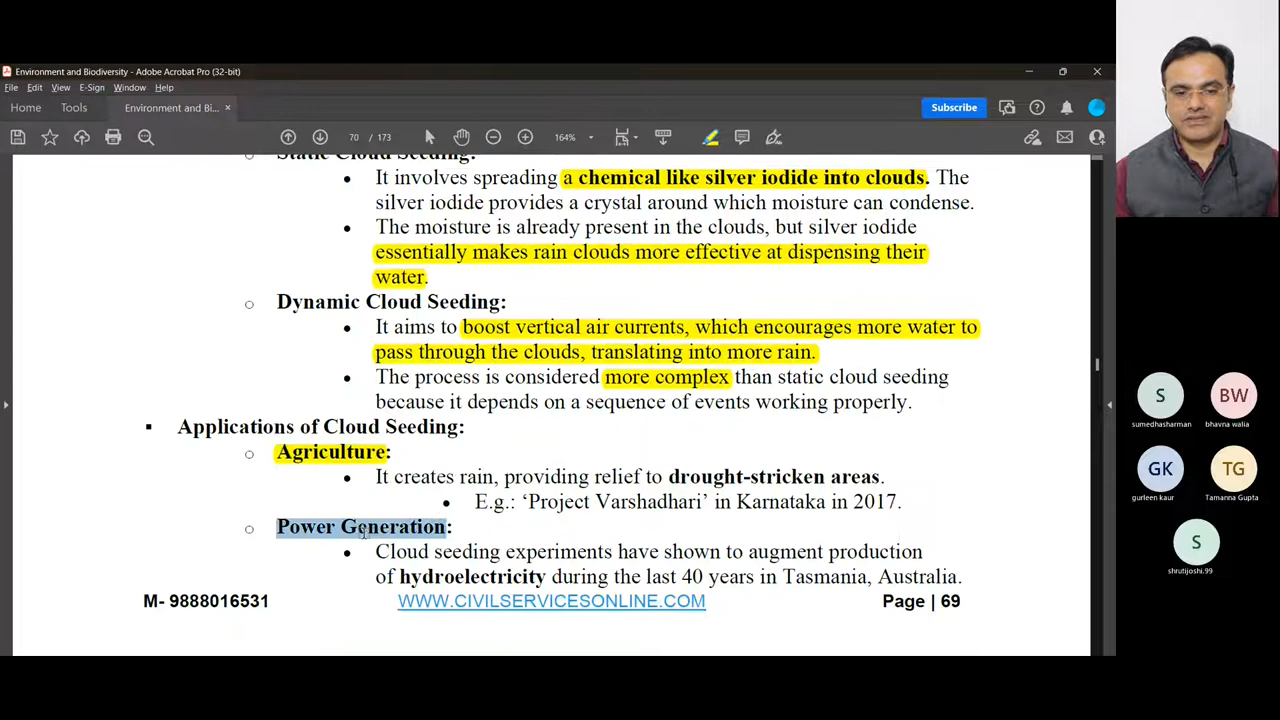 Environment and Biodiversity - Adobe Acrobat Pro (32-bit)
File Edit View E-Sign Window Help
Home Tools Environment and Bi... × Subscribe
70 / 173 164%
Static Cloud Seeding:
• It involves spreading a chemical like silver iodide into clouds. The
silver iodide provides a crystal around which moisture can condense.
• The moisture is already present in the clouds, but silver iodide
essentially makes rain clouds more effective at dispensing their
water.
o Dynamic Cloud Seeding:
• It aims to boost vertical air currents, which encourages more water to
pass through the clouds, translating into more rain.
• The process is considered more complex than static cloud seeding
because it depends on a sequence of events working properly.
▪ Applications of Cloud Seeding:
o Agriculture:
• It creates rain, providing relief to drought-stricken areas.
• E.g.: ‘Project Varshadhari’ in Karnataka in 2017.
o Power Generation:
• Cloud seeding experiments have shown to augment production
of hydroelectricity during the last 40 years in Tasmania, Australia.
M- 9888016531 WWW.CIVILSERVICESONLINE.COM Page | 69
S BW
sumedhasharman bhavna walia
GK TG
gurleen kaur Tamanna Gupta
S
shrutijoshi.99